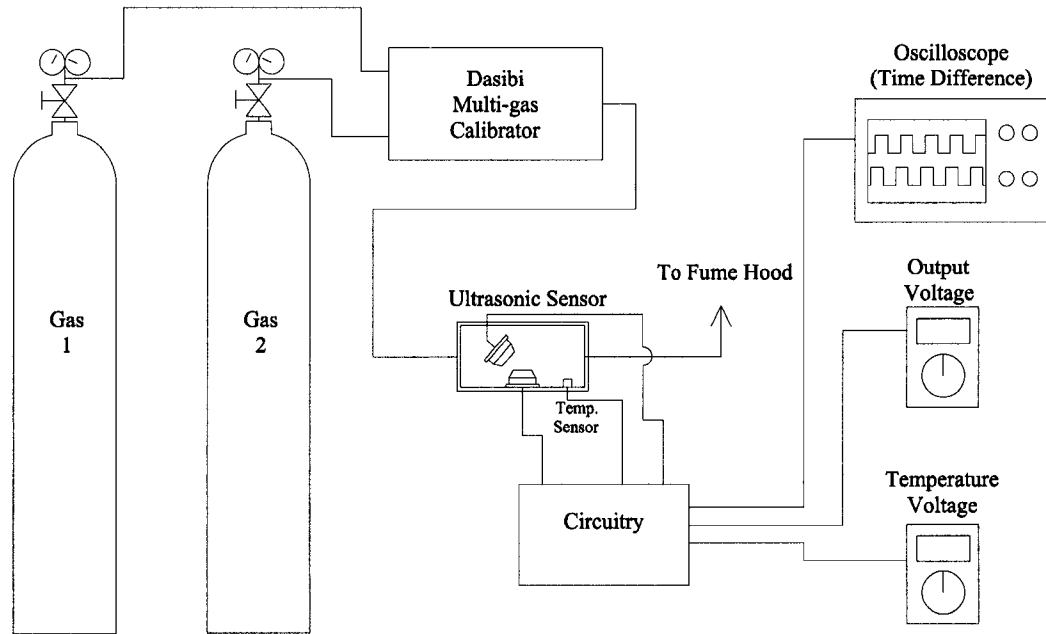 Dasibi
Multi-gas
Calibrator
Oscilloscope
(Time Difference)
Gas
1
Gas
2
To Fume Hood
Ultrasonic Sensor
Output
Voltage
Temp.
Sensor
Circuitry
Temperature
Voltage